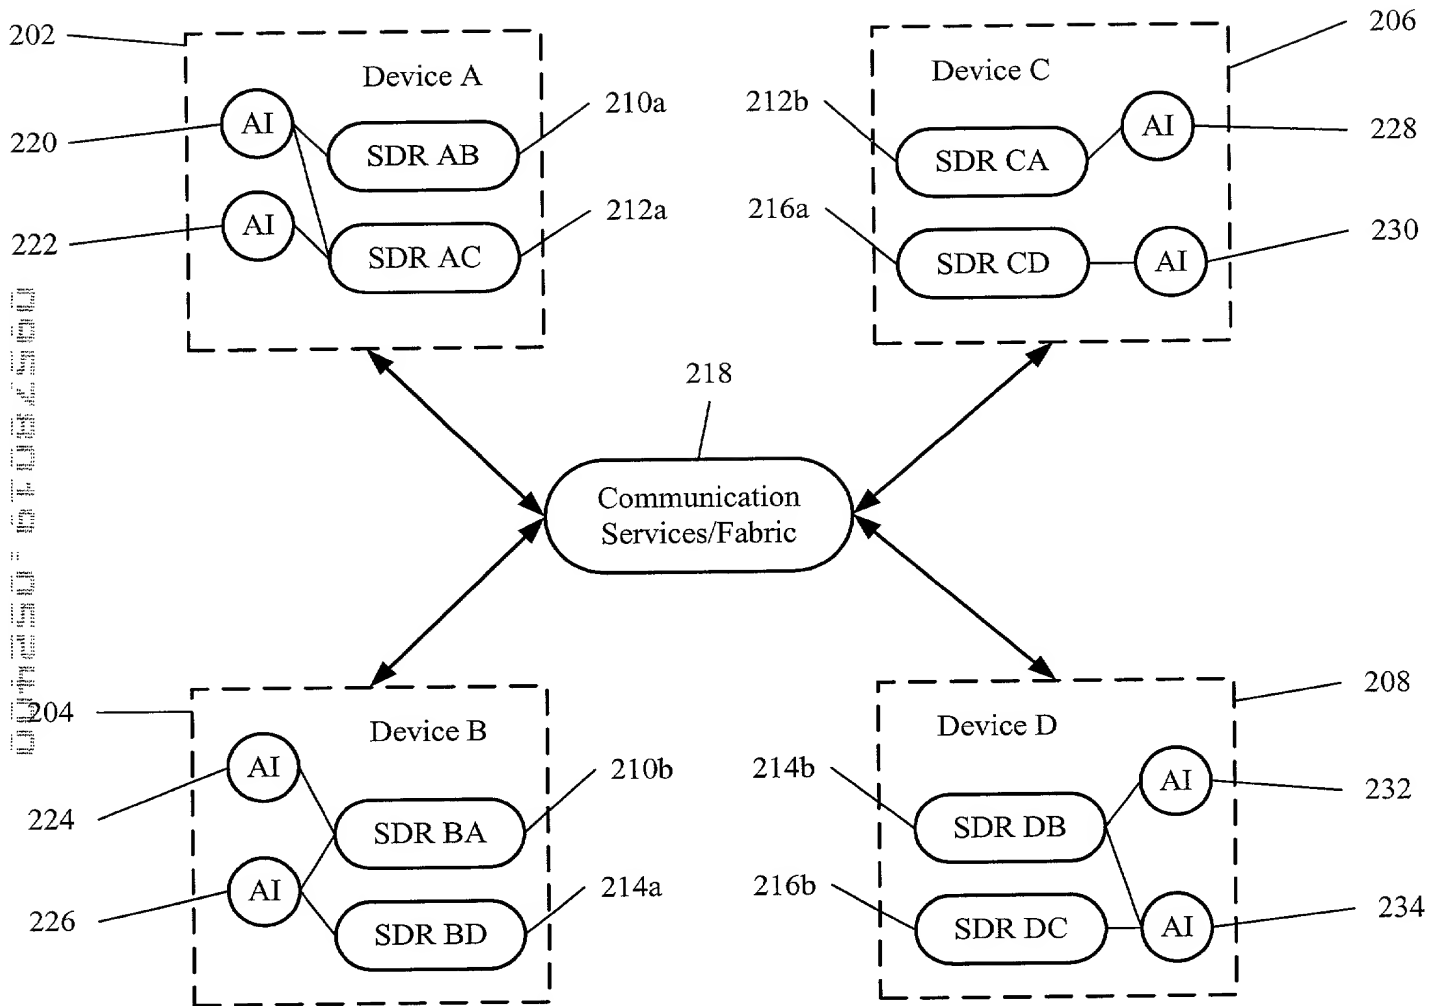 202
Device A
210a
220
AI
SDR AB
222
AI
212a
SDR AC
206
Device C
212b
AI
228
SDR CA
216a
230
SDR CD
AI
218
Communication
Services/Fabric
204
Device B
AI
210b
224
SDR BA
AI
214a
226
SDR BD
208
Device D
214b
AI
232
SDR DB
216b
234
SDR DC
AI